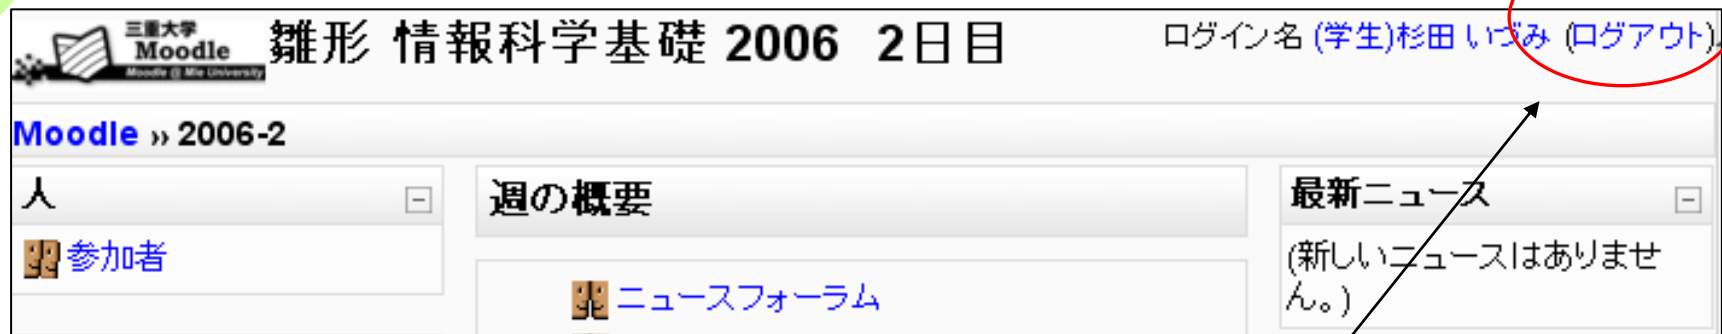 三重大学
Moodle
Moodle @ Mie University
雛形 情報科学基礎 2006 2日目
ログイン名 (学生)杉田 いづみ (ログアウト)
Moodle » 2006-2
人
参加者
週の概要
ニュースフォーラム
最新ニュース
(新しいニュースはありませ
ん。)